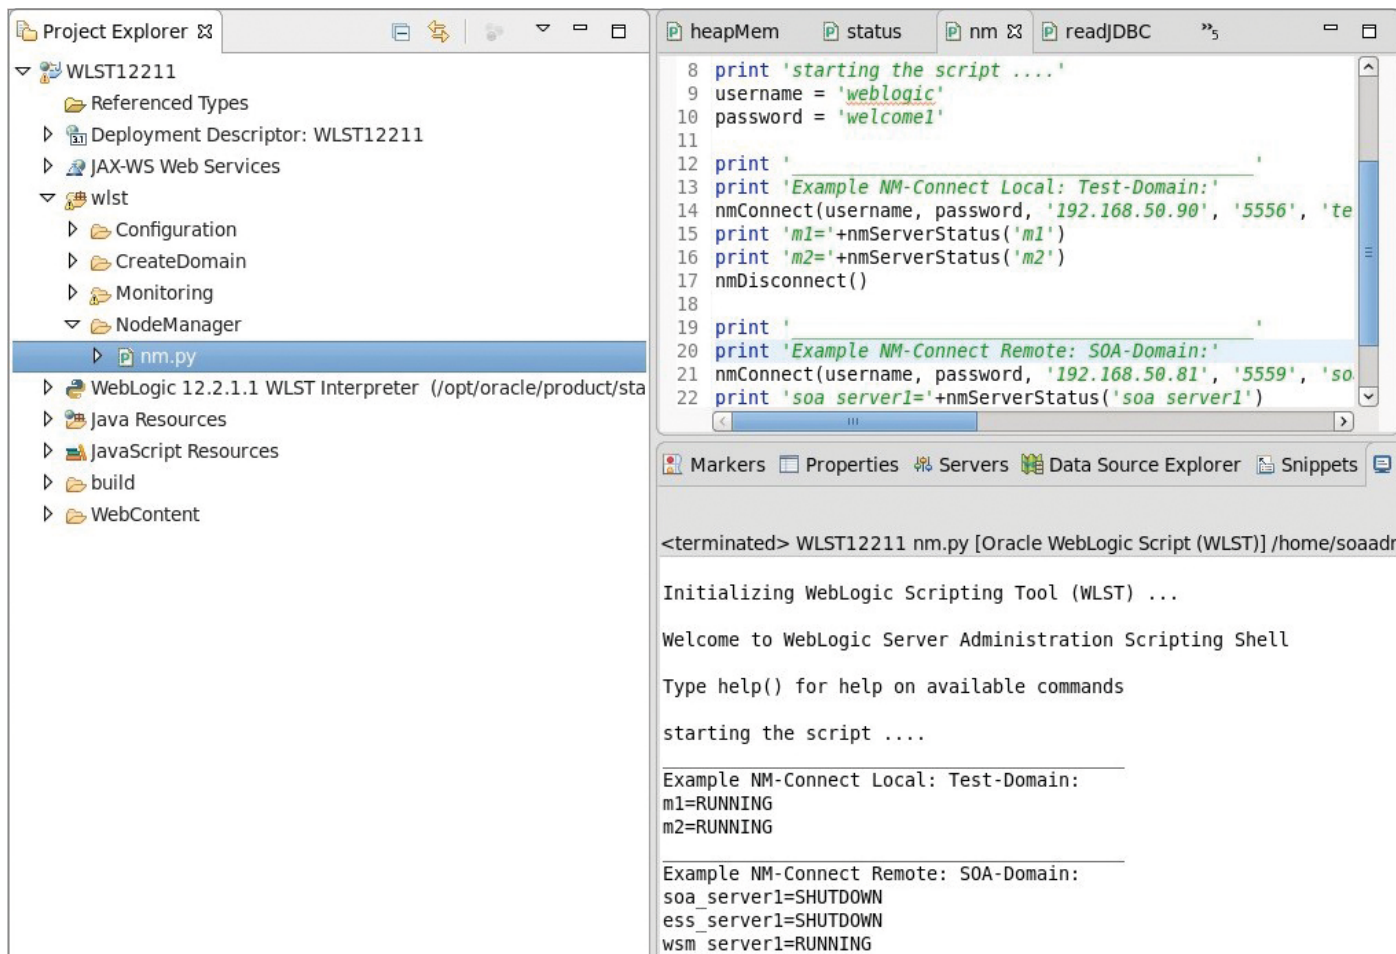 Project Explorer
WLST12211
Referenced Types
Deployment Descriptor: WLST12211
JAX-WS Web Services
wlst
Configuration
CreateDomain
Monitoring
NodeManager
nm.py
WebLogic 12.2.1.1 WLST Interpreter (/opt/oracle/product/sta
Java Resources
JavaScript Resources
build
WebContent
heapMem status nm readJDBC »5
8 print 'starting the script ....'
9 username = 'weblogic'
10 password = 'welcome1'
11
12 print '_______________________________________'
13 print 'Example NM-Connect Local: Test-Domain:'
14 nmConnect(username, password, '192.168.50.90', '5556', 'te
15 print 'm1='+nmServerStatus('m1')
16 print 'm2='+nmServerStatus('m2')
17 nmDisconnect()
18
19 print '_______________________________________'
20 print 'Example NM-Connect Remote: SOA-Domain:'
21 nmConnect(username, password, '192.168.50.81', '5559', 'so
22 print 'soa_server1='+nmServerStatus('soa_server1')
Markers Properties Servers Data Source Explorer Snippets
<terminated> WLST12211 nm.py [Oracle WebLogic Script (WLST)] /home/soaadr
Initializing WebLogic Scripting Tool (WLST) ...
Welcome to WebLogic Server Administration Scripting Shell
Type help() for help on available commands
starting the script ....
__________________________________________
Example NM-Connect Local: Test-Domain:
m1=RUNNING
m2=RUNNING
__________________________________________
Example NM-Connect Remote: SOA-Domain:
soa_server1=SHUTDOWN
ess_server1=SHUTDOWN
wsm_server1=RUNNING